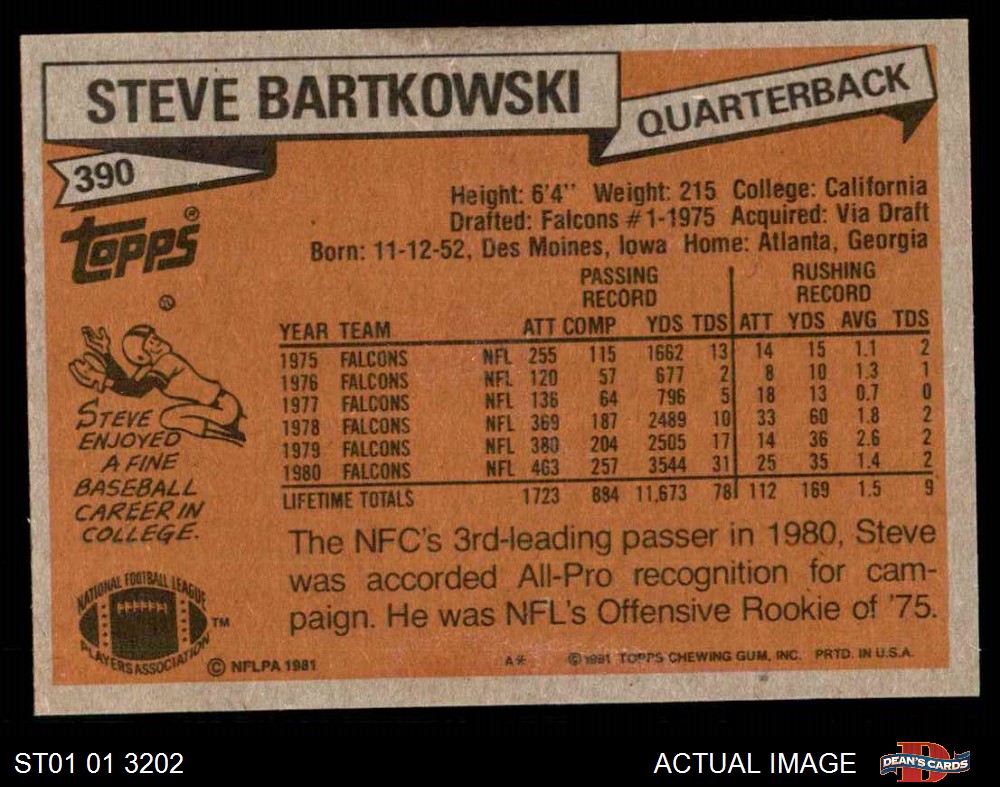 STEVE BARTKOWSKI
QUARTERBACK
390
TOPPS®
Height: 6'4" Weight: 215 College: California
Drafted: Falcons #1-1975 Acquired: Via Draft
Born: 11-12-52, Des Moines, Iowa Home: Atlanta, Georgia
PASSING RECORD RUSHING RECORD
YEAR TEAM ATT COMP YDS TDS ATT YDS AVG TDS
1975 FALCONS NFL 255 115 1662 13 14 15 1.1 2
1976 FALCONS NFL 120 57 677 2 8 10 1.3 1
1977 FALCONS NFL 136 64 796 5 18 13 0.7 0
1978 FALCONS NFL 369 187 2489 10 33 60 1.8 2
1979 FALCONS NFL 380 204 2505 17 14 36 2.6 2
1980 FALCONS NFL 463 257 3544 31 25 35 1.4 2
LIFETIME TOTALS 1723 884 11,673 78 112 169 1.5 9
STEVE
ENJOYED
A FINE
BASEBALL
CAREER IN
COLLEGE.
The NFC's 3rd-leading passer in 1980, Steve
was accorded All-Pro recognition for cam-
paign. He was NFL's Offensive Rookie of '75.
NATIONAL FOOTBALL LEAGUE
PLAYERS ASSOCIATION
TM
© NFLPA 1981
A* © 1981 TOPPS CHEWING GUM, INC. PRTD. IN U.S.A.
ST01 01 3202
ACTUAL IMAGE
D
DEAN'S CARDS